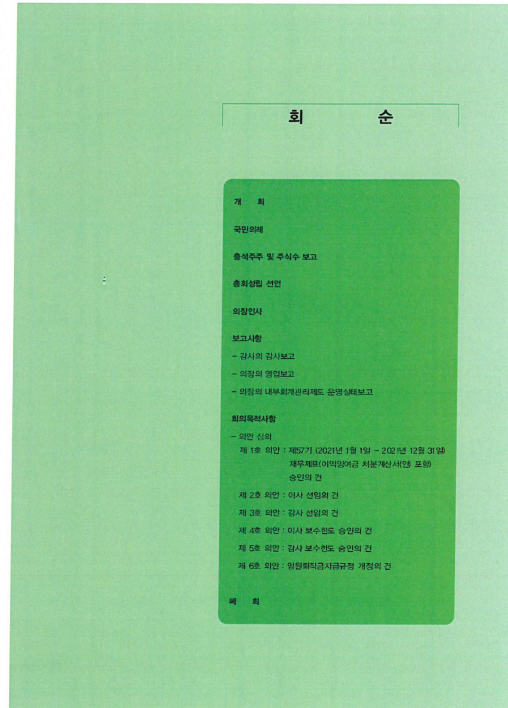 회 순
개 회
국민의례
출석주주 및 주식수 보고
총회성립 선언
의장인사
보고사항
- 감사의 감사보고
- 의장의 영업보고
- 의장의 내부회계관리제도 운영실태보고
회의목적사항
- 의안 심의
제 1호 의안 : 제57기 (2021년 1월 1일 ~ 2021년 12월 31일)
재무제표(이익잉여금 처분계산서(안) 포함)
승인의 건
제 2호 의안 : 이사 선임의 건
제 3호 의안 : 감사 선임의 건
제 4호 의안 : 이사 보수한도 승인의 건
제 5호 의안 : 감사 보수한도 승인의 건
제 6호 의안 : 임원퇴직금지급규정 개정의 건
폐 회